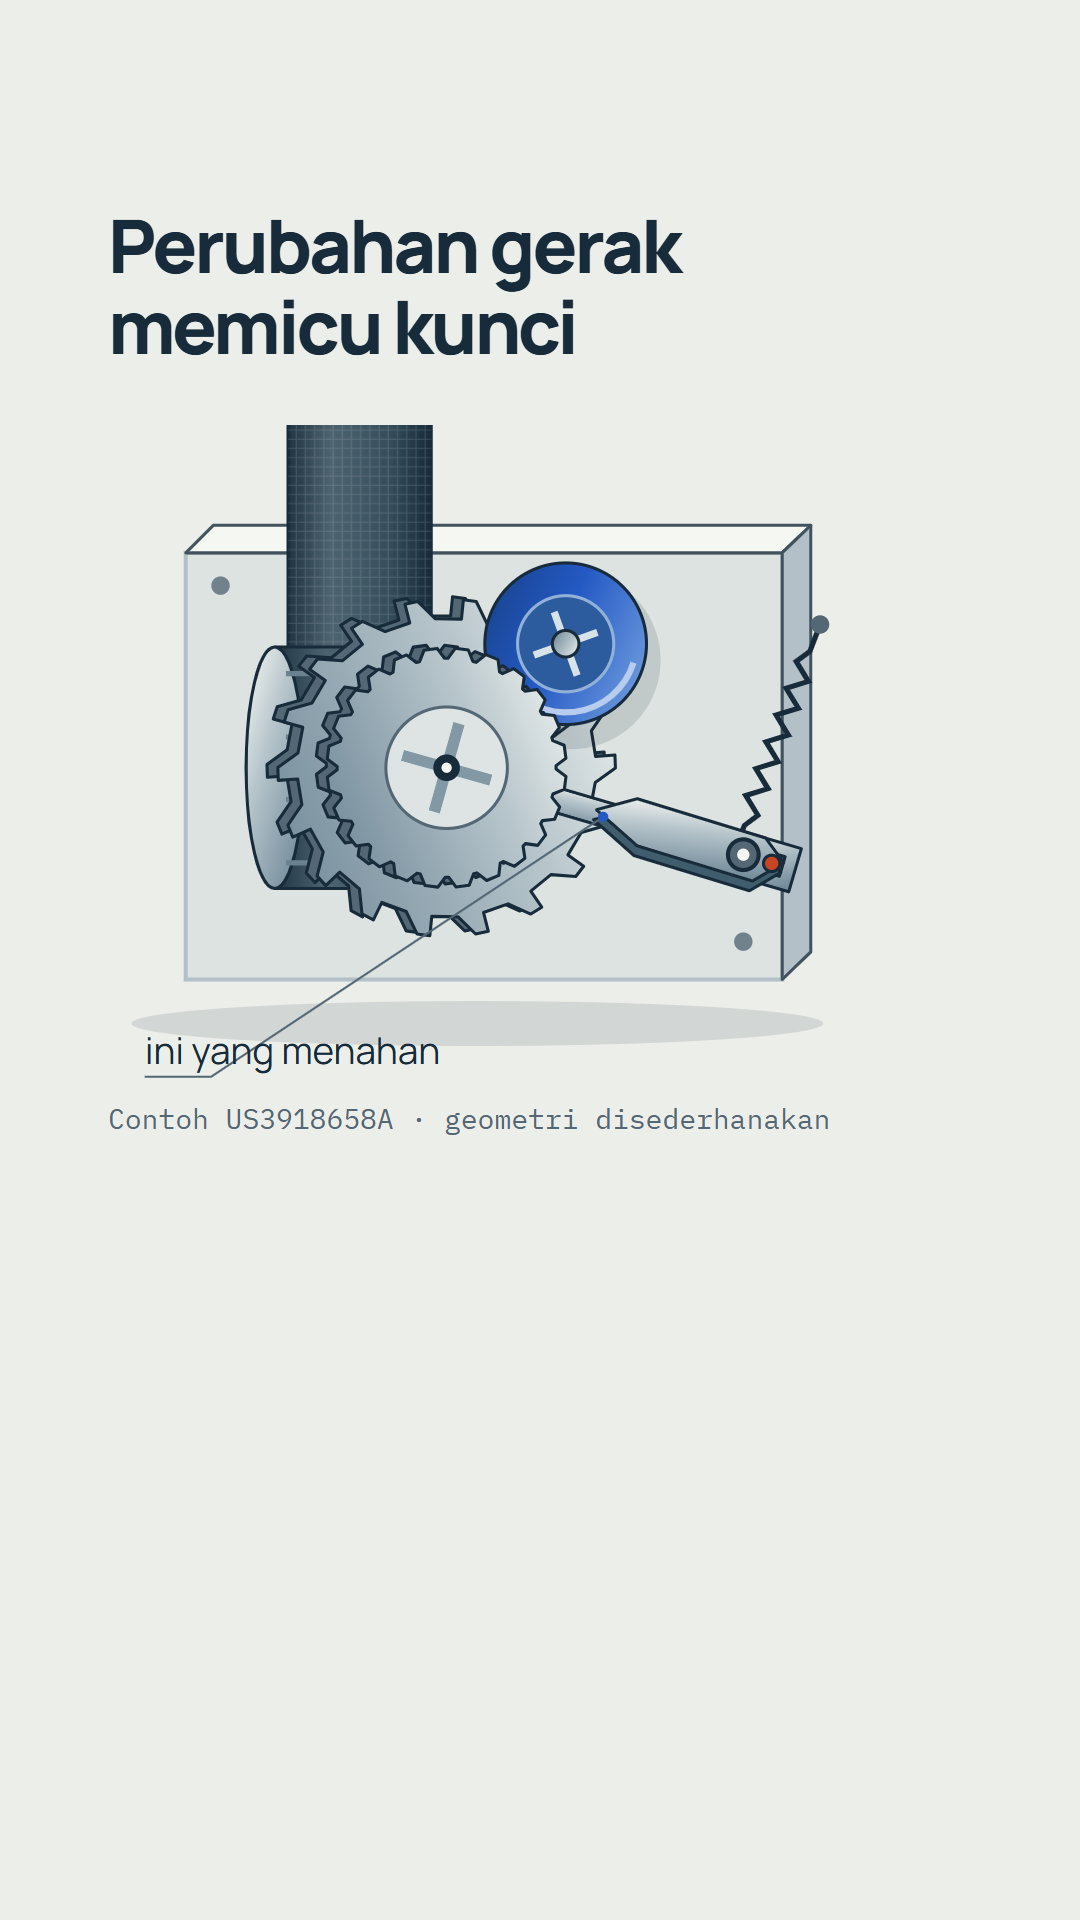 Perubahan gerak
memicu kunci
ini yang menahan
Contoh US3918658A · geometri disederhanakan